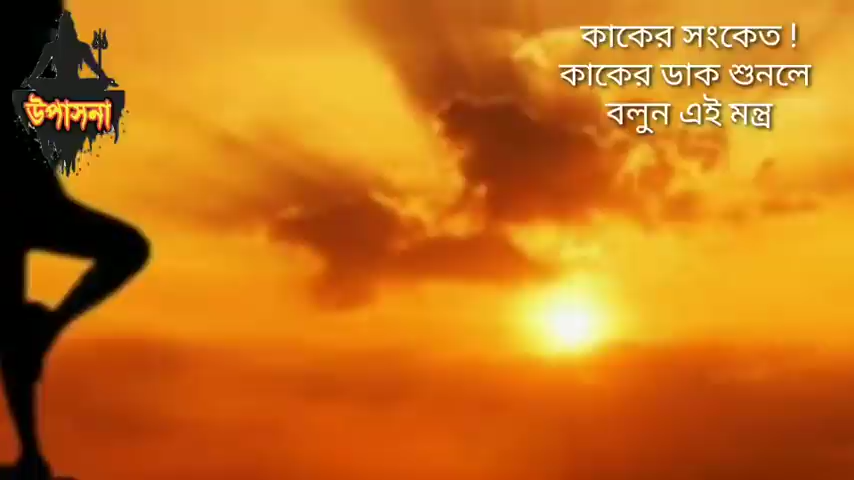 উপাসনা
কাকের সংকেত !
কাকের ডাক শুনলে
বলুন এই মন্ত্র